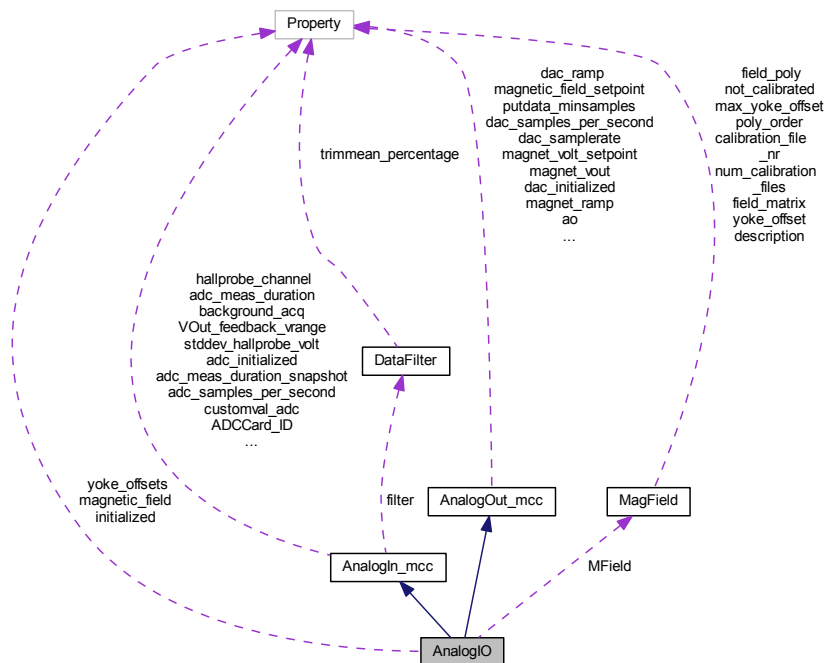 Property
dac_ramp
magnetic_field_setpoint
putdata_minsamples
dac_samples_per_second
dac_samplerate
magnet_volt_setpoint
magnet_vout
dac_initialized
magnet_ramp
ao
...
field_poly
not_calibrated
max_yoke_offset
poly_order
calibration_file
_nr
num_calibration
_files
field_matrix
yoke_offset
description
trimmean_percentage
hallprobe_channel
adc_meas_duration
background_acq
VOut_feedback_vrange
stddev_hallprobe_volt
adc_initialized
adc_meas_duration_snapshot
adc_samples_per_second
customval_adc
ADCCard_ID
...
DataFilter
yoke_offsets
magnetic_field
initialized
filter
AnalogOut_mcc
MagField
AnalogIn_mcc
MField
AnalogIO